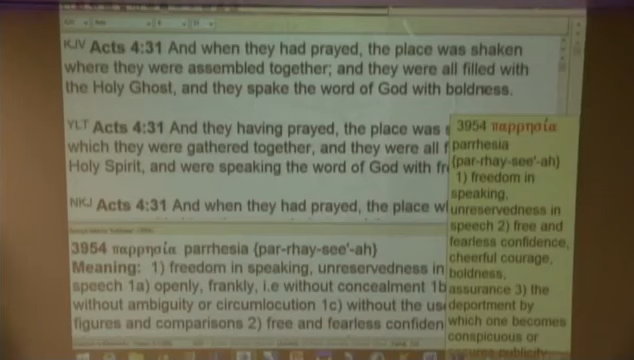 KJV Acts 4:31 And when they had prayed, the place was shaken
where they were assembled together; and they were all filled with
the Holy Ghost, and they spake the word of God with boldness.
YLT Acts 4:31 And they having prayed, the place was
which they were gathered together, and they were all f
Holy Spirit, and were speaking the word of God with fr
NKJ Acts 4:31 And when they had prayed, the place w
3954 παρρησία parrhesia (par-rhay-see'-ah)
Meaning: 1) freedom in speaking, unreservedness in
speech 1a) openly, frankly, i.e without concealment 1b
without ambiguity or circumlocution 1c) without the us
figures and comparisons 2) free and fearless confiden
3954 παρρησία
parrhesia
(par-rhay-see'-ah)
1) freedom in
speaking,
unreservedness in
speech 2) free and
fearless confidence,
cheerful courage,
boldness,
assurance 3) the
deportment by
which one becomes
conspicuous or